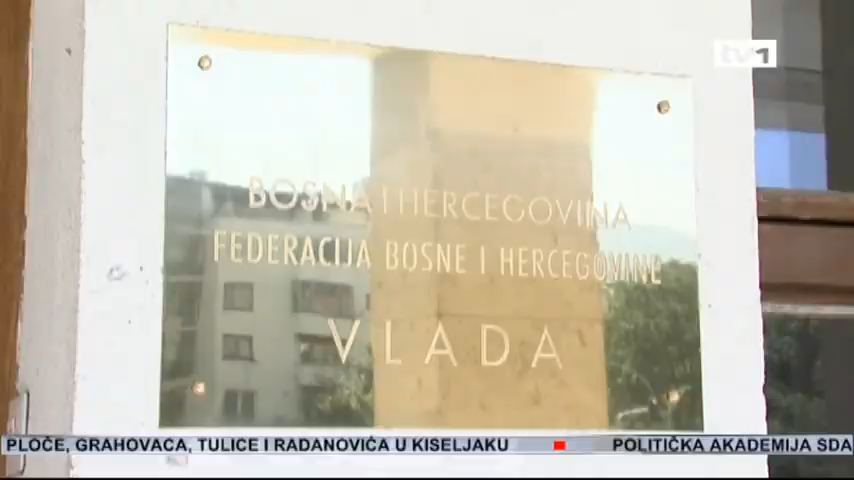 tv1
BOSNA I HERCEGOVINA
FEDERACIJA BOSNE I HERCEGOVINE
VLADA
PLOČE, GRAHOVACA, TULICE I RADANOVIĆA U KISELJAKU
POLITIČKA AKADEMIJA SDA